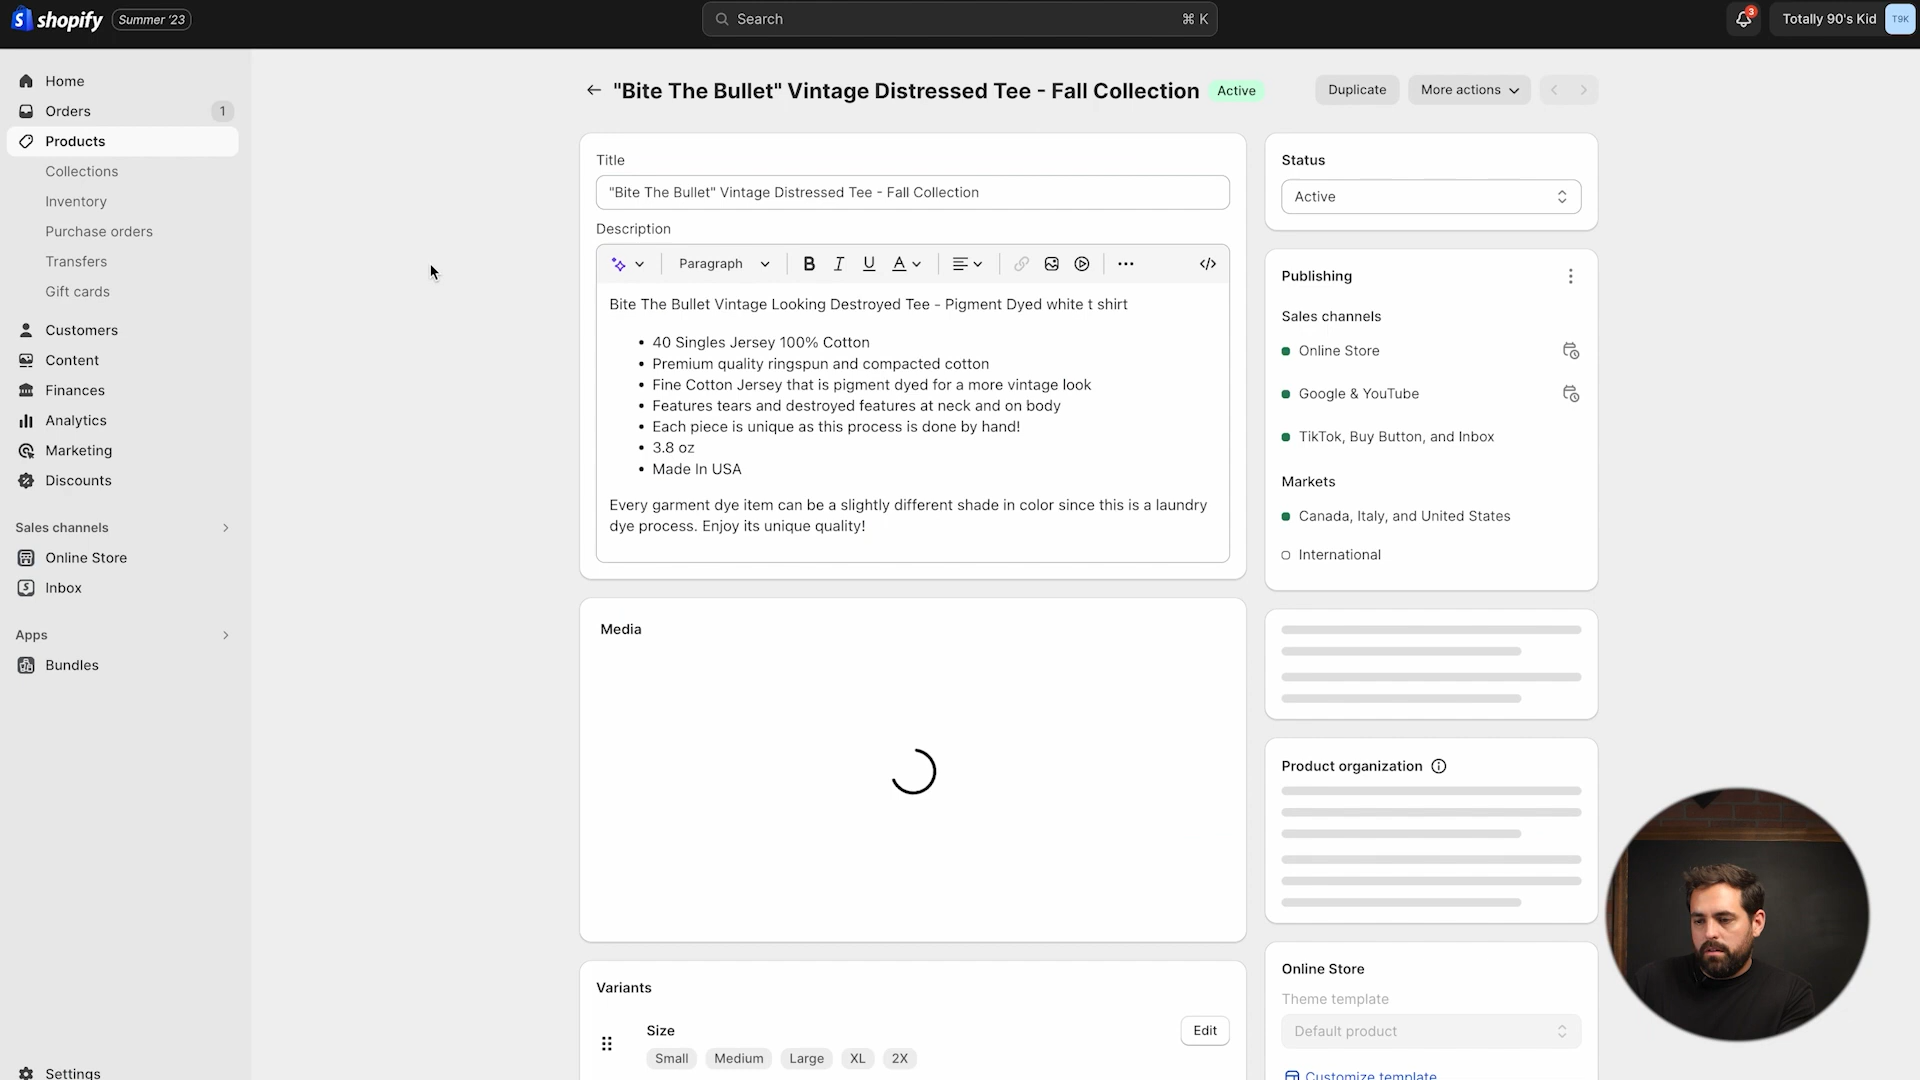 shopify Summer '23
Search ⌘ K
3
Totally 90's Kid T9K
Home
Orders 1
Products
Collections
Inventory
Purchase orders
Transfers
Gift cards
Customers
Content
Finances
Analytics
Marketing
Discounts
Sales channels
Online Store
Inbox
Apps
Bundles
Settings
"Bite The Bullet" Vintage Distressed Tee - Fall Collection Active
Duplicate More actions
Title
"Bite The Bullet" Vintage Distressed Tee - Fall Collection
Description
Paragraph B I U A
Bite The Bullet Vintage Looking Destroyed Tee - Pigment Dyed white t shirt
• 40 Singles Jersey 100% Cotton
• Premium quality ringspun and compacted cotton
• Fine Cotton Jersey that is pigment dyed for a more vintage look
• Features tears and destroyed features at neck and on body
• Each piece is unique as this process is done by hand!
• 3.8 oz
• Made In USA
Every garment dye item can be a slightly different shade in color since this is a laundry
dye process. Enjoy its unique quality!
Media
Variants
Size
Edit
Small Medium Large XL 2X
Status
Active
Publishing
Sales channels
Online Store
Google & YouTube
TikTok, Buy Button, and Inbox
Markets
Canada, Italy, and United States
International
Product organization
Online Store
Theme template
Default product
Customize template